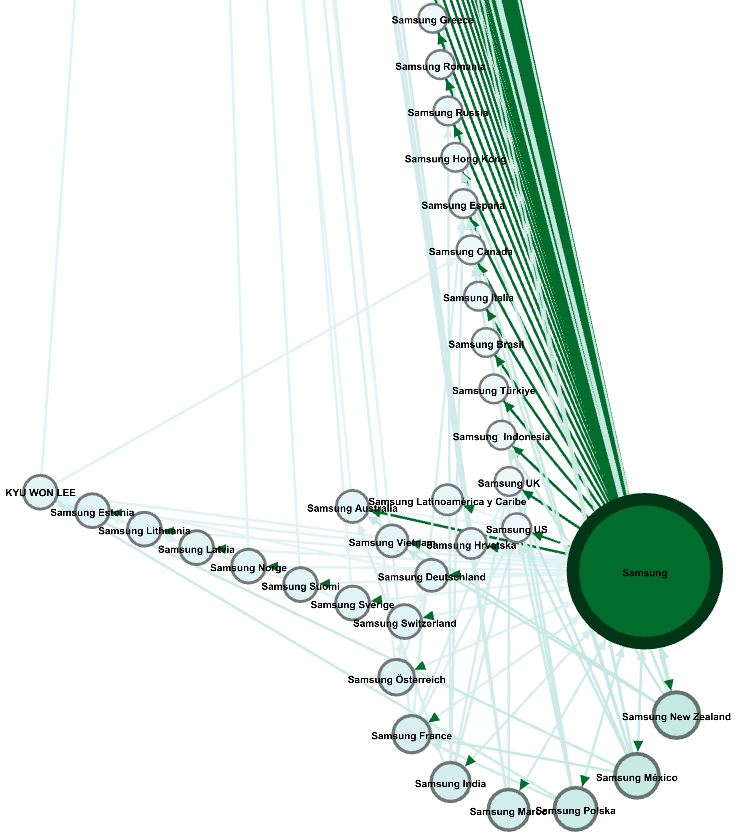 Samsung Greece
Samsung Romania
Samsung Russia
Samsung Hong Kong
Samsung España
Samsung Canada
Samsung Italia
Samsung Brasil
Samsung Türkiye
Samsung Indonesia
Samsung UK
KYU WON LEE
Samsung Estonia
Samsung Lithuania
Samsung Latvia
Samsung Norge
Samsung Suomi
Samsung Sverige
Samsung Switzerland
Samsung Australia
Samsung Latinoamérica y Caribe
Samsung US
Samsung Vietnam
Samsung Hrvatska
Samsung Deutschland
Samsung
Samsung Österreich
Samsung France
Samsung India
Samsung Maroc
Samsung Polska
Samsung México
Samsung New Zealand